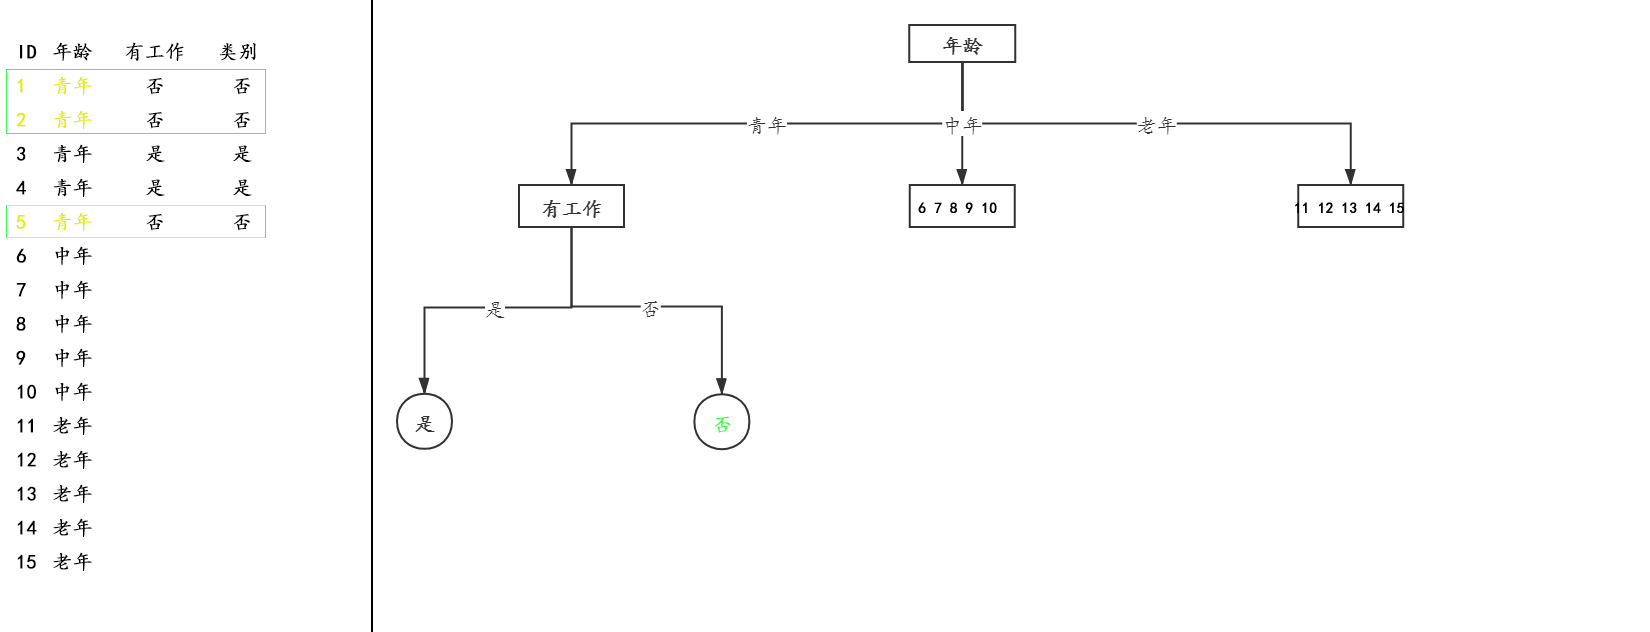 ID 年龄 有工作 类别
1 青年 否 否
2 青年 否 否
3 青年 是 是
4 青年 是 是
5 青年 否 否
6 中年
7 中年
8 中年
9 中年
10 中年
11 老年
12 老年
13 老年
14 老年
15 老年
年龄
青年 中年 老年
有工作 6 7 8 9 10 11 12 13 14 15
是 否
是 否